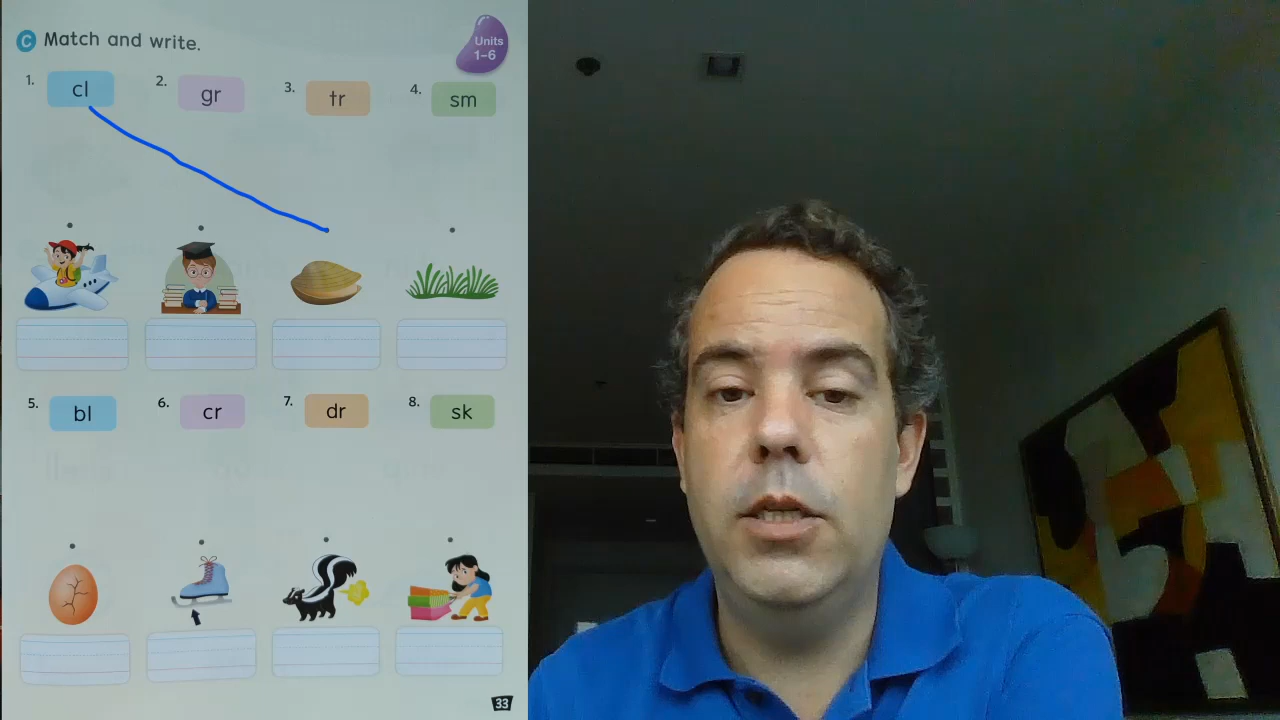 C Match and write.
Units
1-6
1. cl 2. gr 3. tr 4. sm
5. bl 6. cr 7. dr 8. sk
33